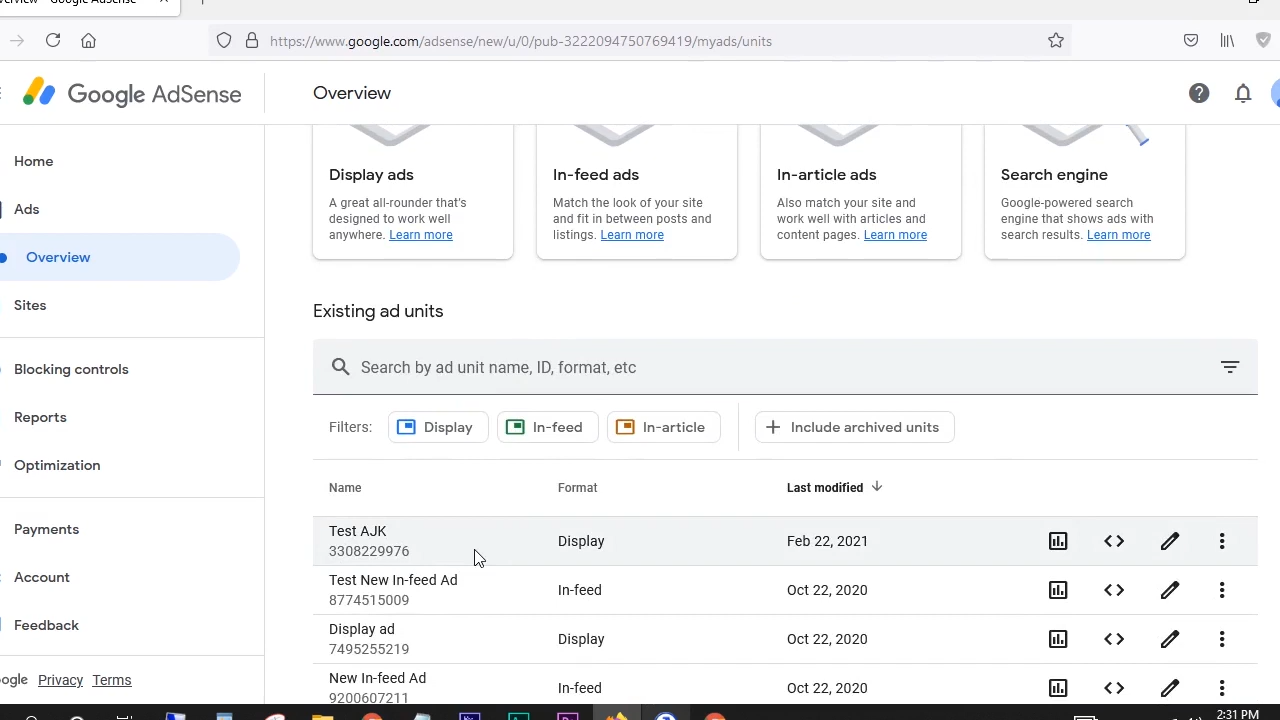 Google AdSense
https://www.google.com/adsense/new/u/0/pub-3222094750769419/myads/units
Google AdSense
Overview
Home
Ads
Overview
Sites
Blocking controls
Reports
Optimization
Payments
Account
Feedback
Privacy Terms
Display ads
A great all-rounder that's
designed to work well
anywhere. Learn more
In-feed ads
Match the look of your site
and fit in between posts and
listings. Learn more
In-article ads
Also match your site and
work well with articles and
content pages. Learn more
Search engine
Google-powered search
engine that shows ads with
search results. Learn more
Existing ad units
Search by ad unit name, ID, format, etc
Filters: Display In-feed In-article Include archived units
Name Format Last modified
Test AJK
3308229976
Display Feb 22, 2021
Test New In-feed Ad
8774515009
In-feed Oct 22, 2020
Display ad
7495255219
Display Oct 22, 2020
New In-feed Ad
9200607211
In-feed Oct 22, 2020
2:31 PM